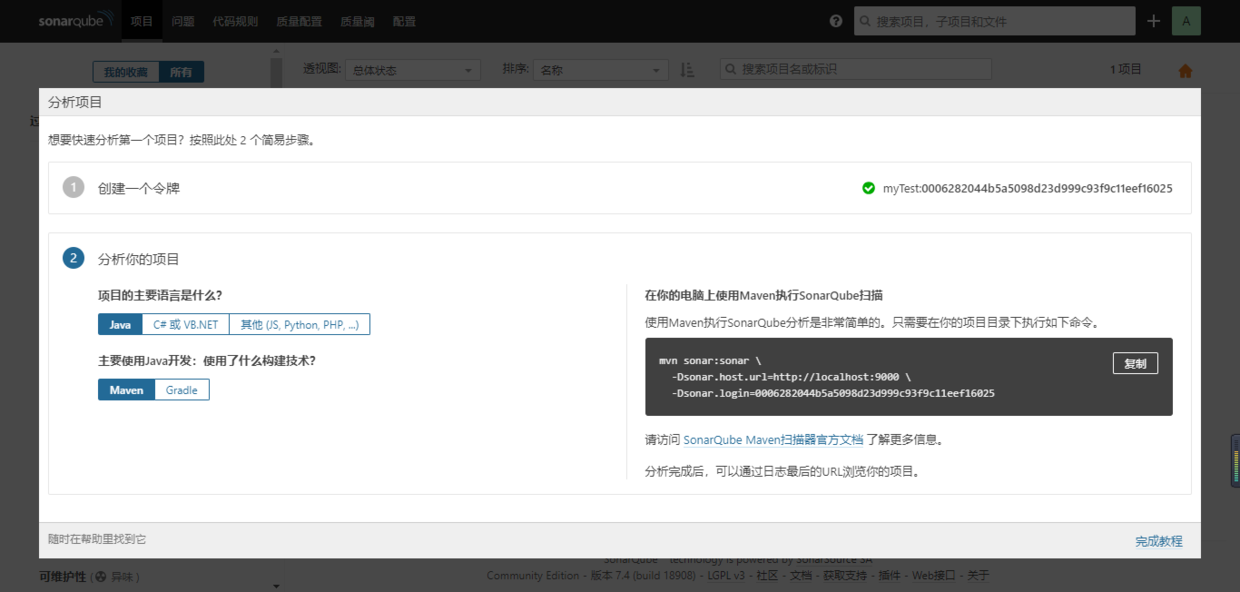 sonarqube 项目 问题 代码规则 质量配置 质量阈 配置 搜索项目，子项目和文件 A
我的收藏 所有 透视图: 总体状态 排序: 名称 搜索项目名或标识 1 项目
分析项目
想要快速分析第一个项目？按照此处 2 个简易步骤。
1 创建一个令牌 myTest:0006282044b5a5098d23d999c93f9c11eef16025
2 分析你的项目
项目的主要语言是什么？
Java C# 或 VB.NET 其他 (JS, Python, PHP, ...)
主要使用Java开发：使用了什么构建技术？
Maven Gradle
在你的电脑上使用Maven执行SonarQube扫描
使用Maven执行SonarQube分析是非常简单的。只需要在你的项目目录下执行如下命令。
mvn sonar:sonar \
-Dsonar.host.url=http://localhost:9000 \
-Dsonar.login=0006282044b5a5098d23d999c93f9c11eef16025
复制
请访问 SonarQube Maven扫描器官方文档 了解更多信息。
分析完成后，可以通过日志最后的URL浏览你的项目。
随时在帮助里找到它 完成教程
SonarQube™ technology is powered by SonarSource SA
可维护性 ( 异味 )
Community Edition - 版本 7.4 (build 18908) - LGPL v3 - 社区 - 文档 - 获取支持 - 插件 - Web接口 - 关于